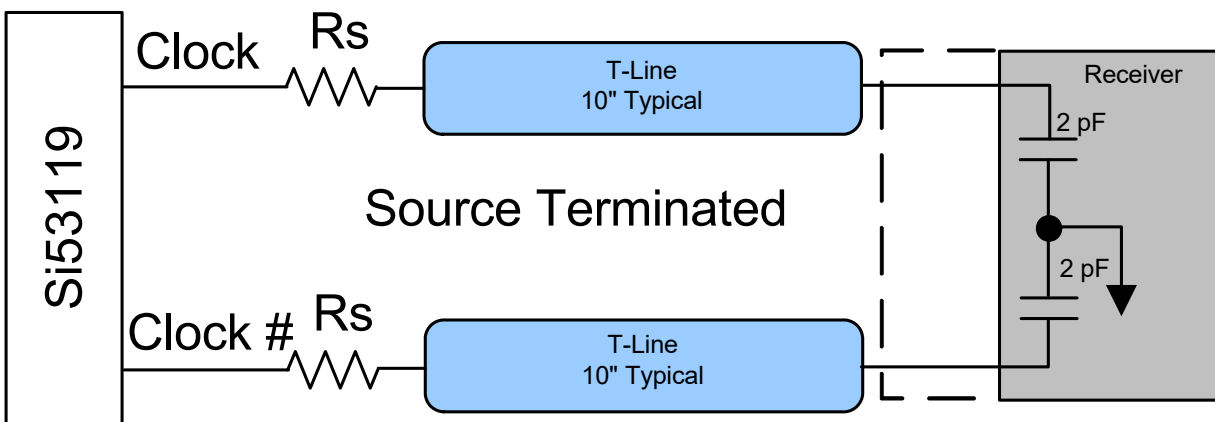 Si53119
Clock
Rs
T-Line
10" Typical
Receiver
2 pF
Source Terminated
2 pF
Clock #
Rs
T-Line
10" Typical